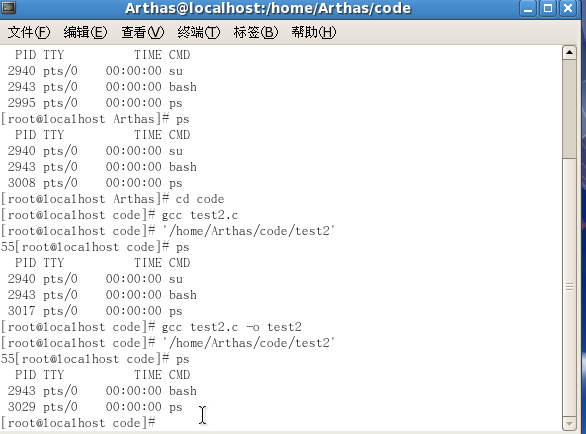 Arthas@localhost:/home/Arthas/code
文件(F) 编辑(E) 查看(V) 终端(T) 标签(B) 帮助(H)
PID TTY TIME CMD
2940 pts/0 00:00:00 su
2943 pts/0 00:00:00 bash
2995 pts/0 00:00:00 ps
[root@localhost Arthas]# ps
PID TTY TIME CMD
2940 pts/0 00:00:00 su
2943 pts/0 00:00:00 bash
3008 pts/0 00:00:00 ps
[root@localhost Arthas]# cd code
[root@localhost code]# gcc test2.c
[root@localhost code]# '/home/Arthas/code/test2'
55[root@localhost code]# ps
PID TTY TIME CMD
2940 pts/0 00:00:00 su
2943 pts/0 00:00:00 bash
3017 pts/0 00:00:00 ps
[root@localhost code]# gcc test2.c -o test2
[root@localhost code]# '/home/Arthas/code/test2'
55[root@localhost code]# ps
PID TTY TIME CMD
2943 pts/0 00:00:00 bash
3029 pts/0 00:00:00 ps
[root@localhost code]#